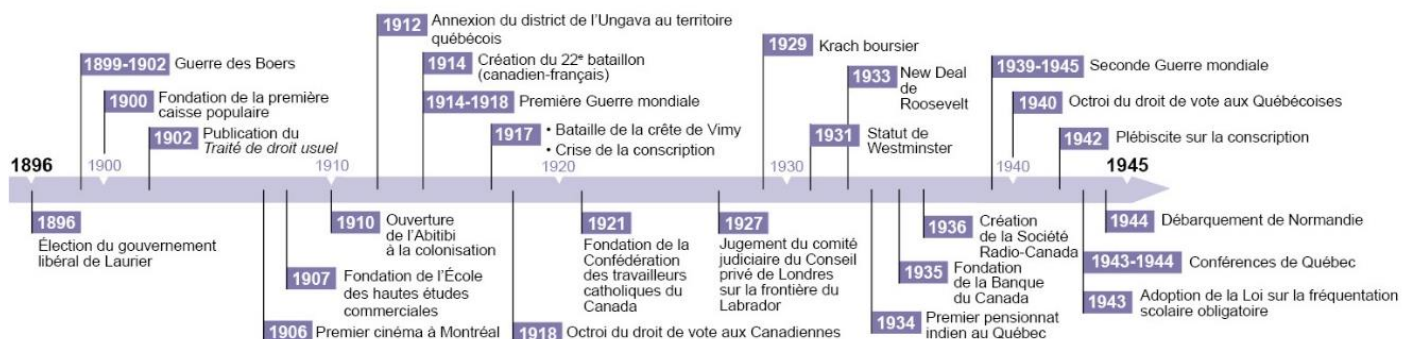 1912 Annexion du district de l'Ungava au territoire
québécois
1899-1902 Guerre des Boers
1914 Création du 22e bataillon
(canadien-français)
1929 Krach boursier
1939-1945 Seconde Guerre mondiale
1933 New Deal
de
Roosevelt
1900 Fondation de la première
caisse populaire
1914-1918 Première Guerre mondiale
1940 Octroi du droit de vote aux Québécoises
1902 Publication du
Traité de droit usuel
1917 • Bataille de la crête de Vimy
• Crise de la conscription
1931 Statut de
Westminster
1942 Plébiscite sur la conscription
1896 1900 1910 1920 1930 1940 1945
1896
Élection du gouvernement
libéral de Laurier
1910 Ouverture
de l'Abitibi
à la colonisation
1907 Fondation de l'École
des hautes études
commerciales
1906 Premier cinéma à Montréal
1921
Fondation de la
Confédération
des travailleurs
catholiques du
Canada
1918 Octroi du droit de vote aux Canadiennes
1927
Jugement du comité
judiciaire du Conseil
privé de Londres
sur la frontière du
Labrador
1936 Création
de la Société
Radio-Canada
1935 Fondation
de la Banque
du Canada
1934 Premier pensionnat
indien au Québec
1944 Débarquement de Normandie
1943-1944 Conférences de Québec
1943 Adoption de la Loi sur la fréquentation
scolaire obligatoire